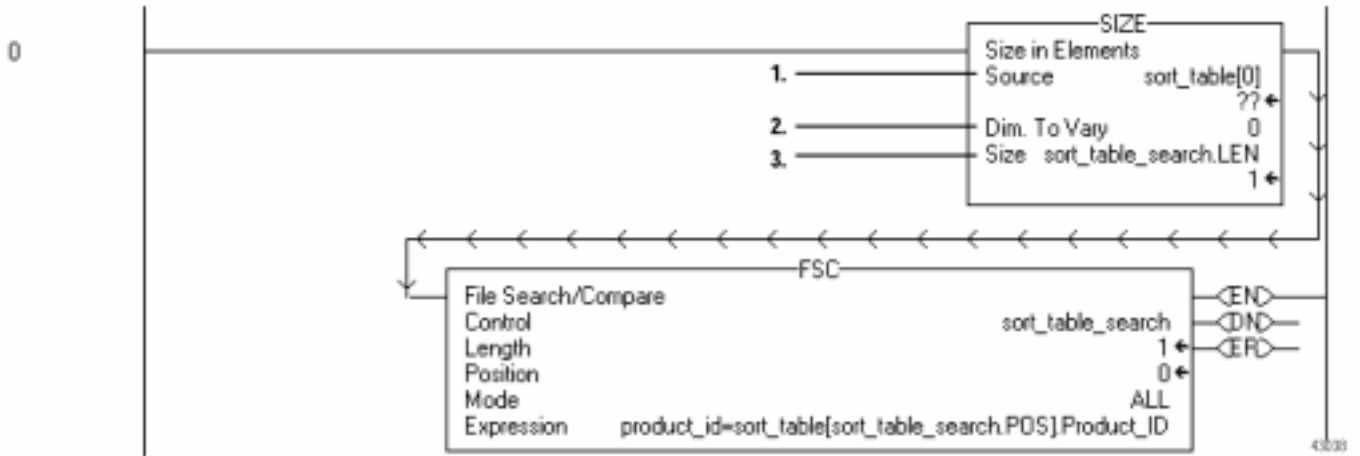 SIZE
0
Size in Elements
1. Source sort_table[0]
??
2. Dim. To Vary 0
3. Size sort_table_search.LEN
1
FSC
File Search/Compare EN
Control sort_table_search DN
Length 1 ER
Position 0
Mode ALL
Expression product_id=sort_table[sort_table_search.POS].Product_ID